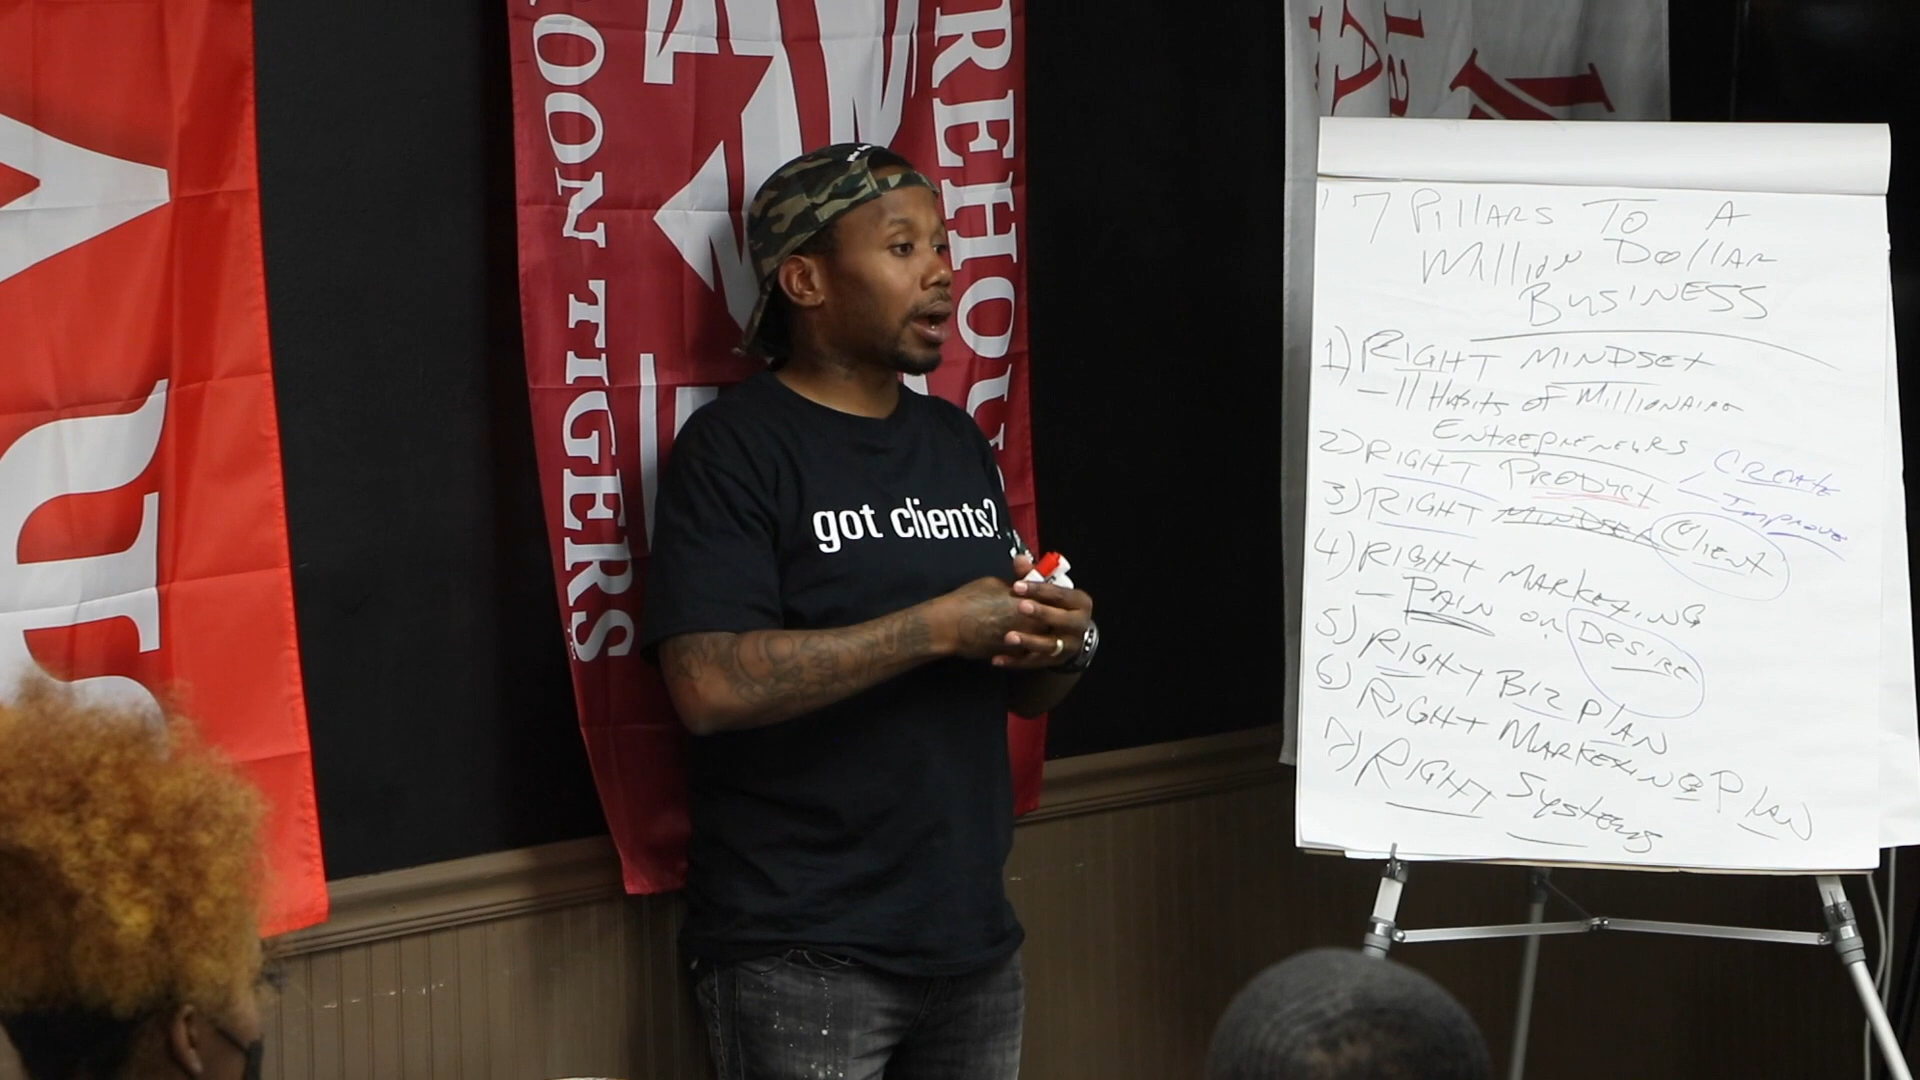 OON TIGERS
REHOU
la
A
got clients?
7 Pillars To A
Million Dollar
Business
1) RIGHT MINDSET
- 11 Habits of Millionaire
Entrepreneurs
2) RIGHT PRODUCT
CREATE
IMPROVE
3) RIGHT MINDSET Client
4) RIGHT MARKETING
- PAIN or Desire
5) RIGHT BIZ PLAN
6) RIGHT MARKETING PLAN
7) RIGHT Systems